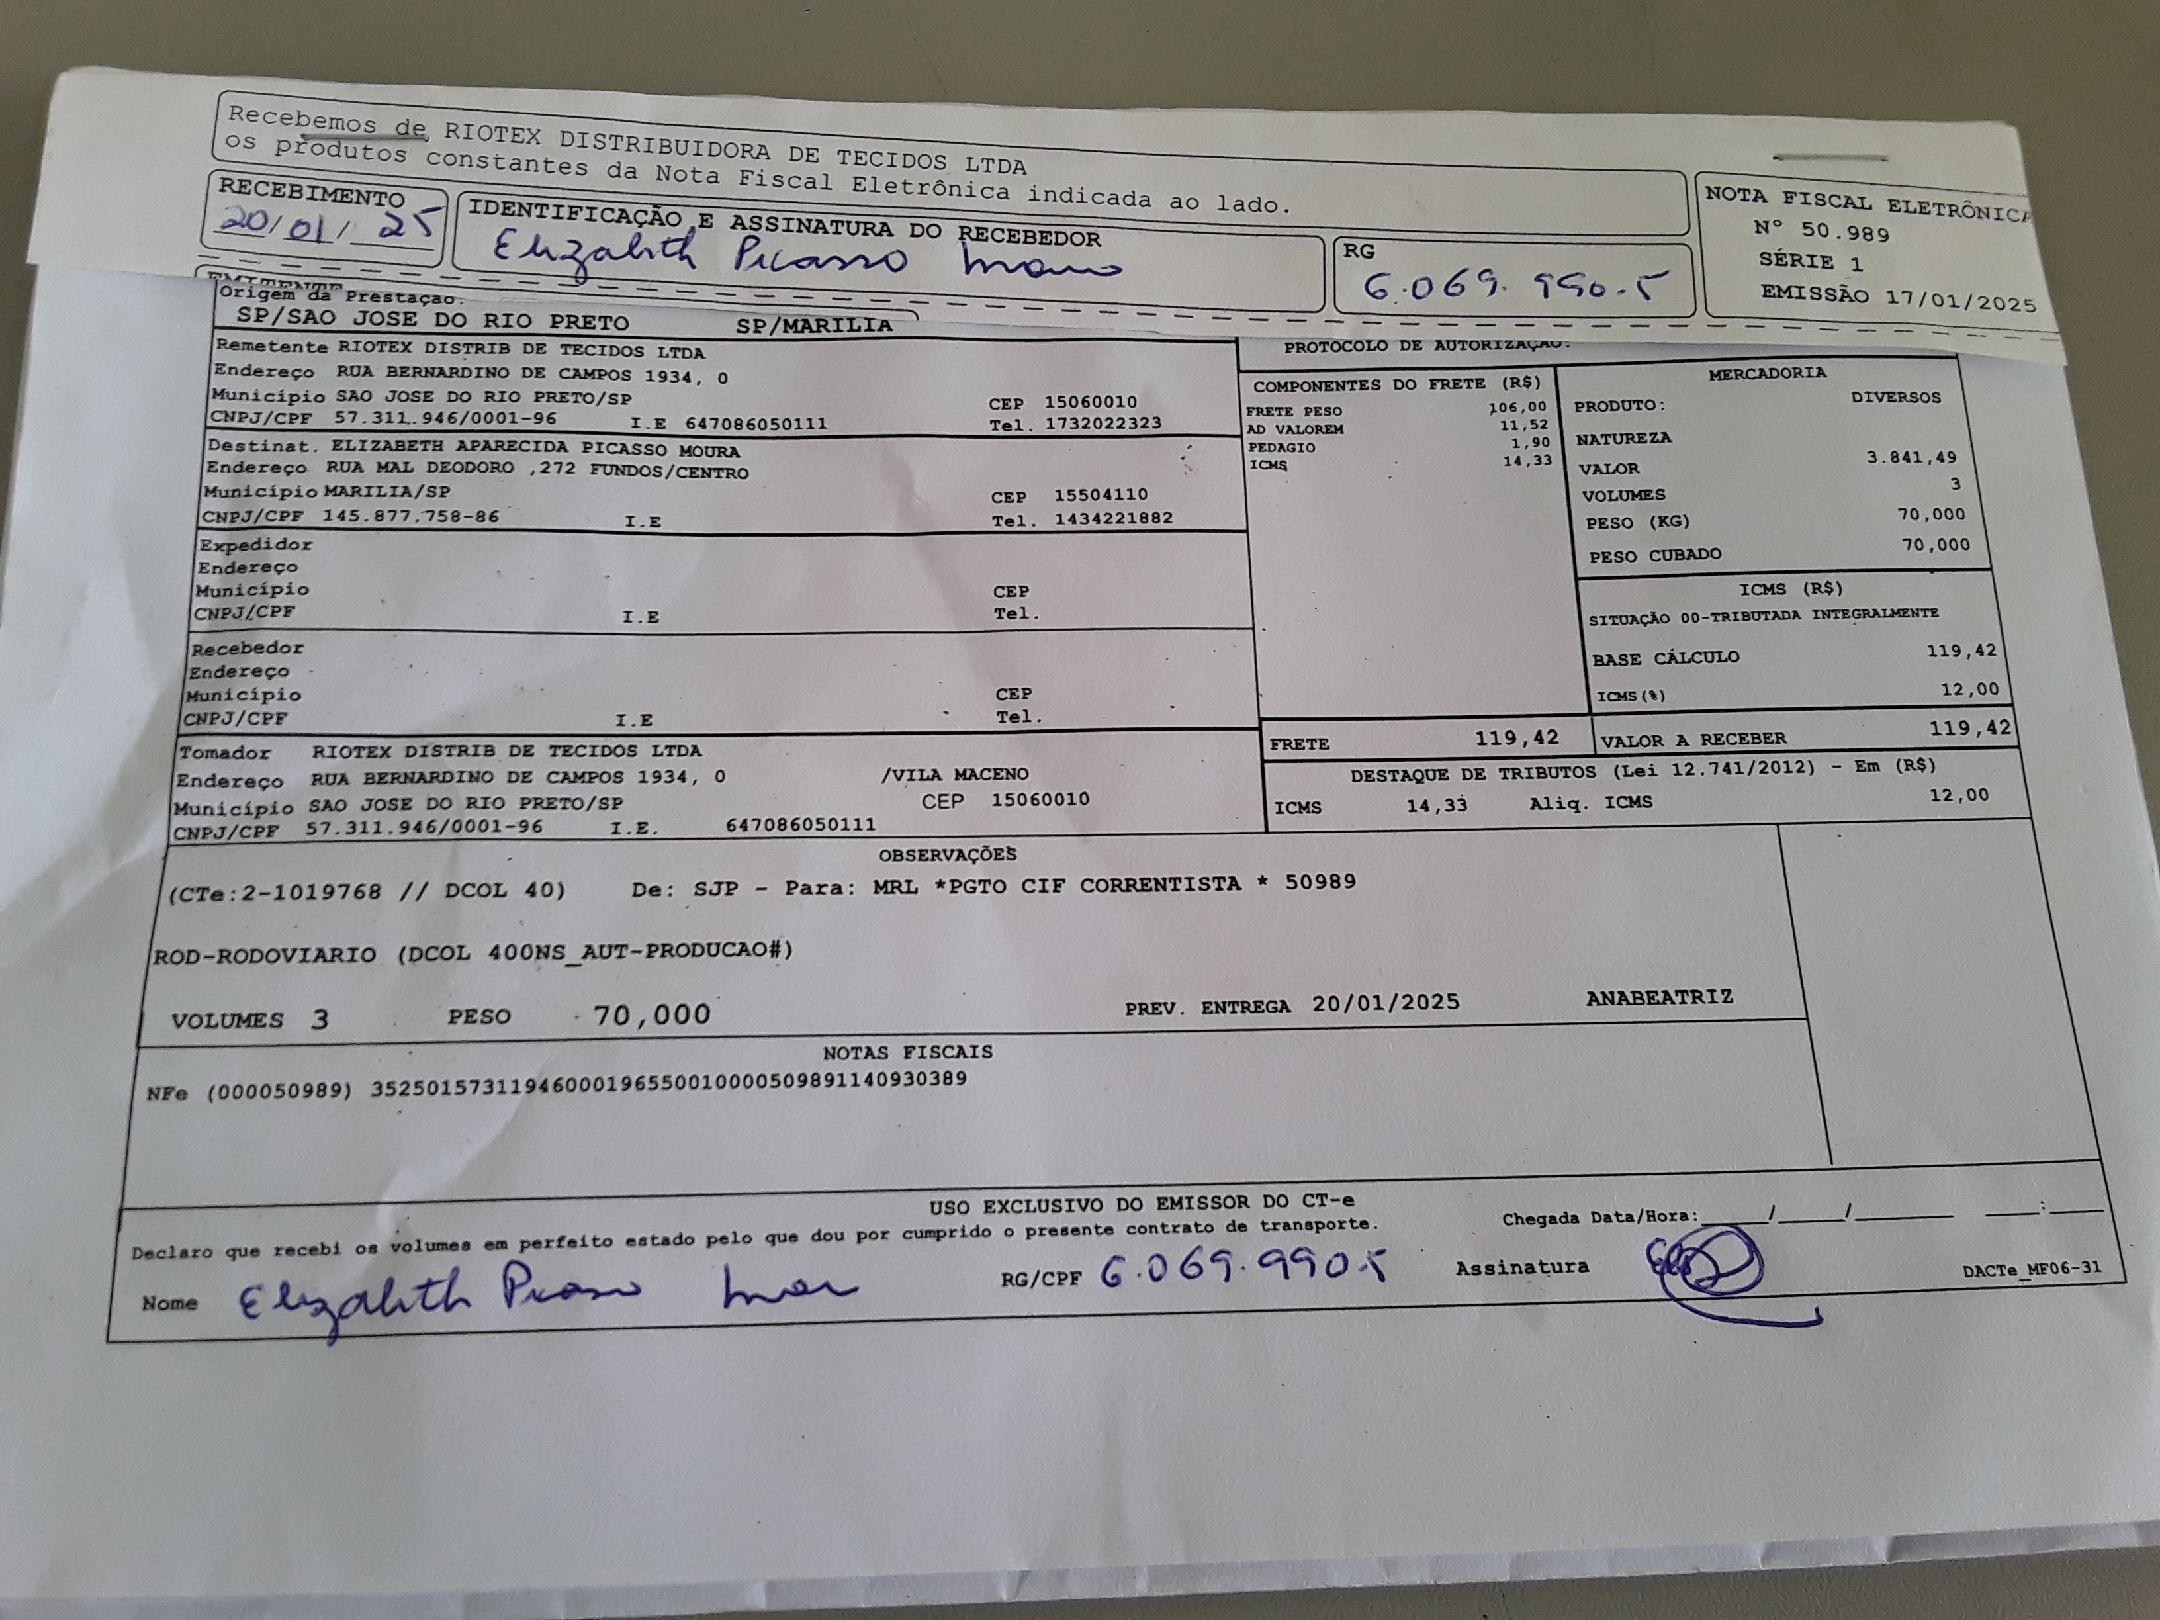 Recebemos de RIOTEX DISTRIBUIDORA DE TECIDOS LTDA
os produtos constantes da Nota Fiscal Eletrônica indicada ao lado.
RECEBIMENTO
20/01/25
IDENTIFICAÇÃO E ASSINATURA DO RECEBEDOR
Elizabeth Picasso
RG
6.069.990.5
NOTA FISCAL ELETRÔNICA
N° 50.989
SÉRIE 1
EMISSÃO 17/01/2025
EMITENTE
Origem da Prestação:
SP/SAO JOSE DO RIO PRETO SP/MARILIA
Remetente RIOTEX DISTRIB DE TECIDOS LTDA
Endereço RUA BERNARDINO DE CAMPOS 1934, 0
Município SAO JOSE DO RIO PRETO/SP CEP 15060010
CNPJ/CPF 57.311.946/0001-96 I.E 647086050111 Tel. 1732022323
Destinat. ELIZABETH APARECIDA PICASSO MOURA
Endereço RUA MAL DEODORO ,272 FUNDOS/CENTRO
Município MARILIA/SP CEP 15504110
CNPJ/CPF 145.877.758-86 I.E Tel. 1434221882
Expedidor
Endereço
Município CEP
CNPJ/CPF I.E Tel.
Recebedor
Endereço
Município CEP
CNPJ/CPF I.E Tel.
Tomador RIOTEX DISTRIB DE TECIDOS LTDA
Endereço RUA BERNARDINO DE CAMPOS 1934, 0 /VILA MACENO
Município SAO JOSE DO RIO PRETO/SP CEP 15060010
CNPJ/CPF 57.311.946/0001-96 I.E. 647086050111
PROTOCOLO DE AUTORIZAÇÃO:
COMPONENTES DO FRETE (R$)
FRETE PESO 106,00
AD VALOREM 11,52
PEDAGIO 1,90
ICMS 14,33
MERCADORIA
PRODUTO: DIVERSOS
NATUREZA
VALOR 3.841,49
VOLUMES 3
PESO (KG) 70,000
PESO CUBADO 70,000
ICMS (R$)
SITUAÇÃO 00-TRIBUTADA INTEGRALMENTE
BASE CÁLCULO 119,42
ICMS(%) 12,00
FRETE 119,42 VALOR A RECEBER 119,42
DESTAQUE DE TRIBUTOS (Lei 12.741/2012) - Em (R$)
ICMS 14,33 Aliq. ICMS 12,00
OBSERVAÇÕES
(CTe:2-1019768 // DCOL 40) De: SJP - Para: MRL *PGTO CIF CORRENTISTA * 50989
ROD-RODOVIARIO (DCOL 400NS_AUT-PRODUCAO#)
VOLUMES 3 PESO 70,000 PREV. ENTREGA 20/01/2025 ANABEATRIZ
NOTAS FISCAIS
NFe (000050989) 35250157311946000196550010000509891140930389
USO EXCLUSIVO DO EMISSOR DO CT-e
Declaro que recebi os volumes em perfeito estado pelo que dou por cumprido o presente contrato de transporte.
Chegada Data/Hora:_____/_____/_______ ____:____
Nome Elizabeth RG/CPF 6.069.990.5 Assinatura
DACTe_MF06-31